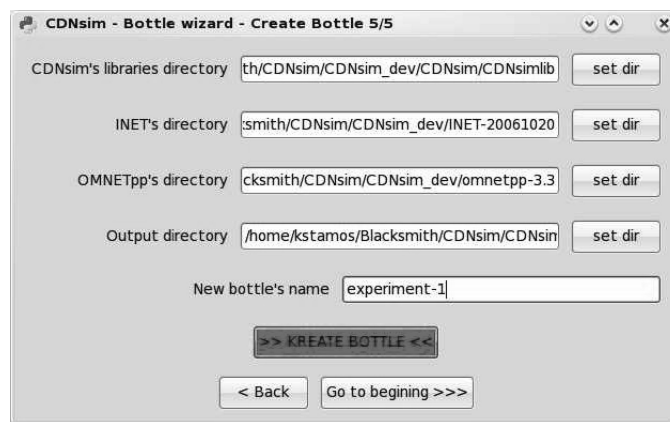 CDNsim - Bottle wizard - Create Bottle 5/5
CDNsim's libraries directory th/CDNsim/CDNsim_dev/CDNsim/CDNsimlib set dir
INET's directory :smith/CDNsim/CDNsim_dev/INET-20061020 set dir
OMNETpp's directory cksmith/CDNsim/CDNsim_dev/omnetpp-3.3 set dir
Output directory /home/kstamos/Blacksmith/CDNsim/CDNsim set dir
New bottle's name experiment-1
>> KREATE BOTTLE <<
< Back Go to begining >>>